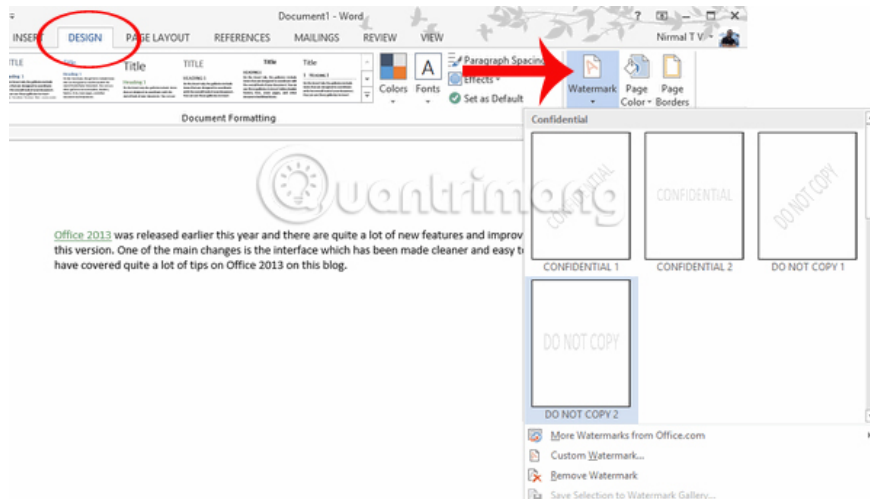 Document1 - Word
INSERT DESIGN PAGE LAYOUT REFERENCES MAILINGS REVIEW VIEW Nirmal T V
TITLE Title Title TITLE Title Title
Heading 1
Colors Fonts
Paragraph Spacing
Effects
Set as Default
Watermark Page Color Page Borders
Document Formatting
Confidential
Quantrimang
CONFIDENTIAL
DO NOT COPY
CONFIDENTIAL 1 CONFIDENTIAL 2 DO NOT COPY 1
Office 2013 was released earlier this year and there are quite a lot of new features and improv
this version. One of the main changes is the interface which has been made cleaner and easy t
have covered quite a lot of tips on Office 2013 on this blog.
DO NOT COPY
DO NOT COPY 2
More Watermarks from Office.com
Custom Watermark...
Remove Watermark
Save Selection to Watermark Gallery...